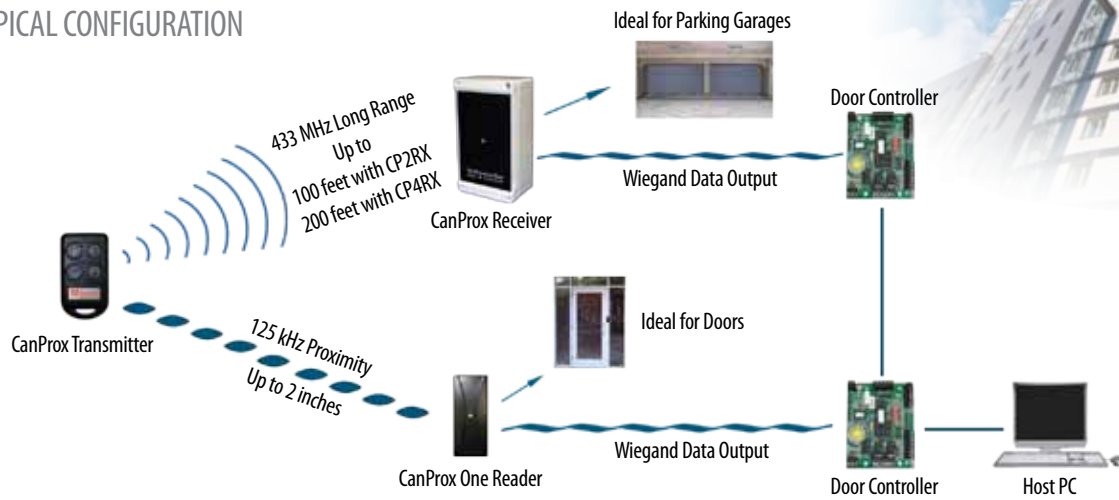 PICAL CONFIGURATION
Ideal for Parking Garages
Door Controller
433 MHz Long Range
Up to
100 feet with CP2RX
200 feet with CP4RX
Wiegand Data Output
CanProx Receiver
CanProx Transmitter
125 kHz Proximity
Up to 2 inches
Ideal for Doors
CanProx One Reader
Wiegand Data Output
Door Controller
Host PC